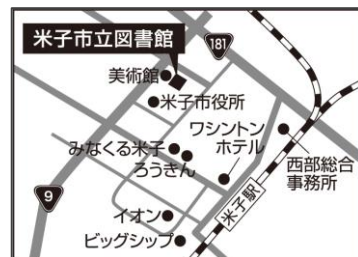 米子市立図書館
181
美術館
米子市役所
ワシントン
ホテル
みなくる米子
ろうきん
西部総合
事務所
9
米子駅
イオン
ビッグシップ